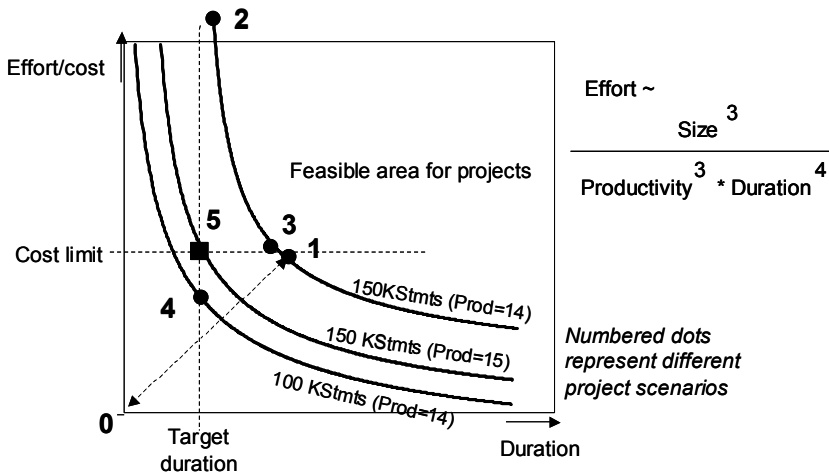 2
Effort/cost
Effort ~
Size 3
Productivity 3 * Duration 4
Feasible area for projects
5
3
1
Cost limit
4
150KStmts (Prod=14)
150 KStmts (Prod=15)
100 KStmts (Prod=14)
Numbered dots
represent different
project scenarios
0
Target
duration
Duration